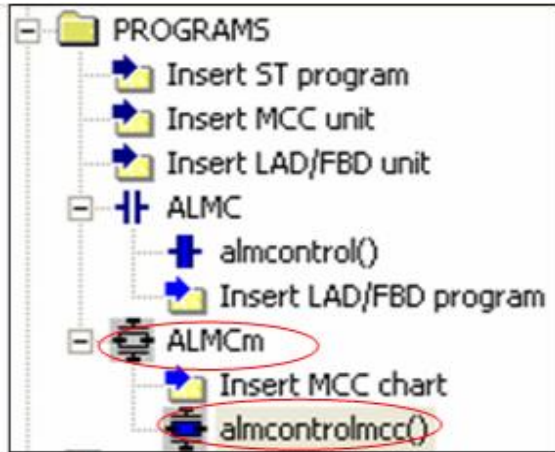 PROGRAMS
Insert ST program
Insert MCC unit
Insert LAD/FBD unit
ALMC
almcontrol()
Insert LAD/FBD program
ALMCm
Insert MCC chart
almcontrolmcc()